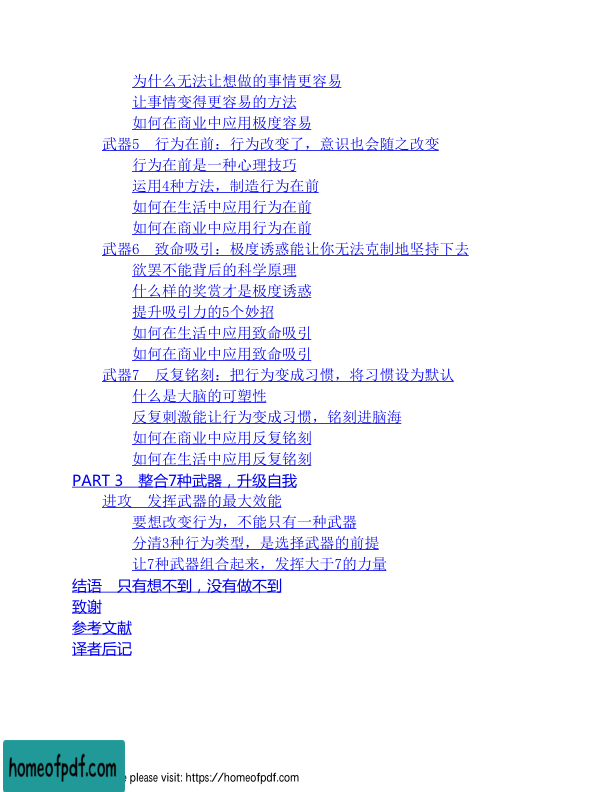 为什么无法让想做的事情更容易
让事情变得更容易的方法
如何在商业中应用极度容易
武器5　行为在前：行为改变了，意识也会随之改变
行为在前是一种心理技巧
运用4种方法，制造行为在前
如何在生活中应用行为在前
如何在商业中应用行为在前
武器6　致命吸引：极度诱惑能让你无法克制地坚持下去
欲罢不能背后的科学原理
什么样的奖赏才是极度诱惑
提升吸引力的5个妙招
如何在生活中应用致命吸引
如何在商业中应用致命吸引
武器7　反复铭刻：把行为变成习惯，将习惯设为默认
什么是大脑的可塑性
反复刺激能让行为变成习惯，铭刻进脑海
如何在商业中应用反复铭刻
如何在生活中应用反复铭刻
PART 3　整合7种武器，升级自我
进攻　发挥武器的最大效能
要想改变行为，不能只有一种武器
分清3种行为类型，是选择武器的前提
让7种武器组合起来，发挥大于7的力量
结语　只有想不到，没有做不到
致谢
参考文献
译者后记
homeofpdf.com
please visit: https://homeofpdf.com